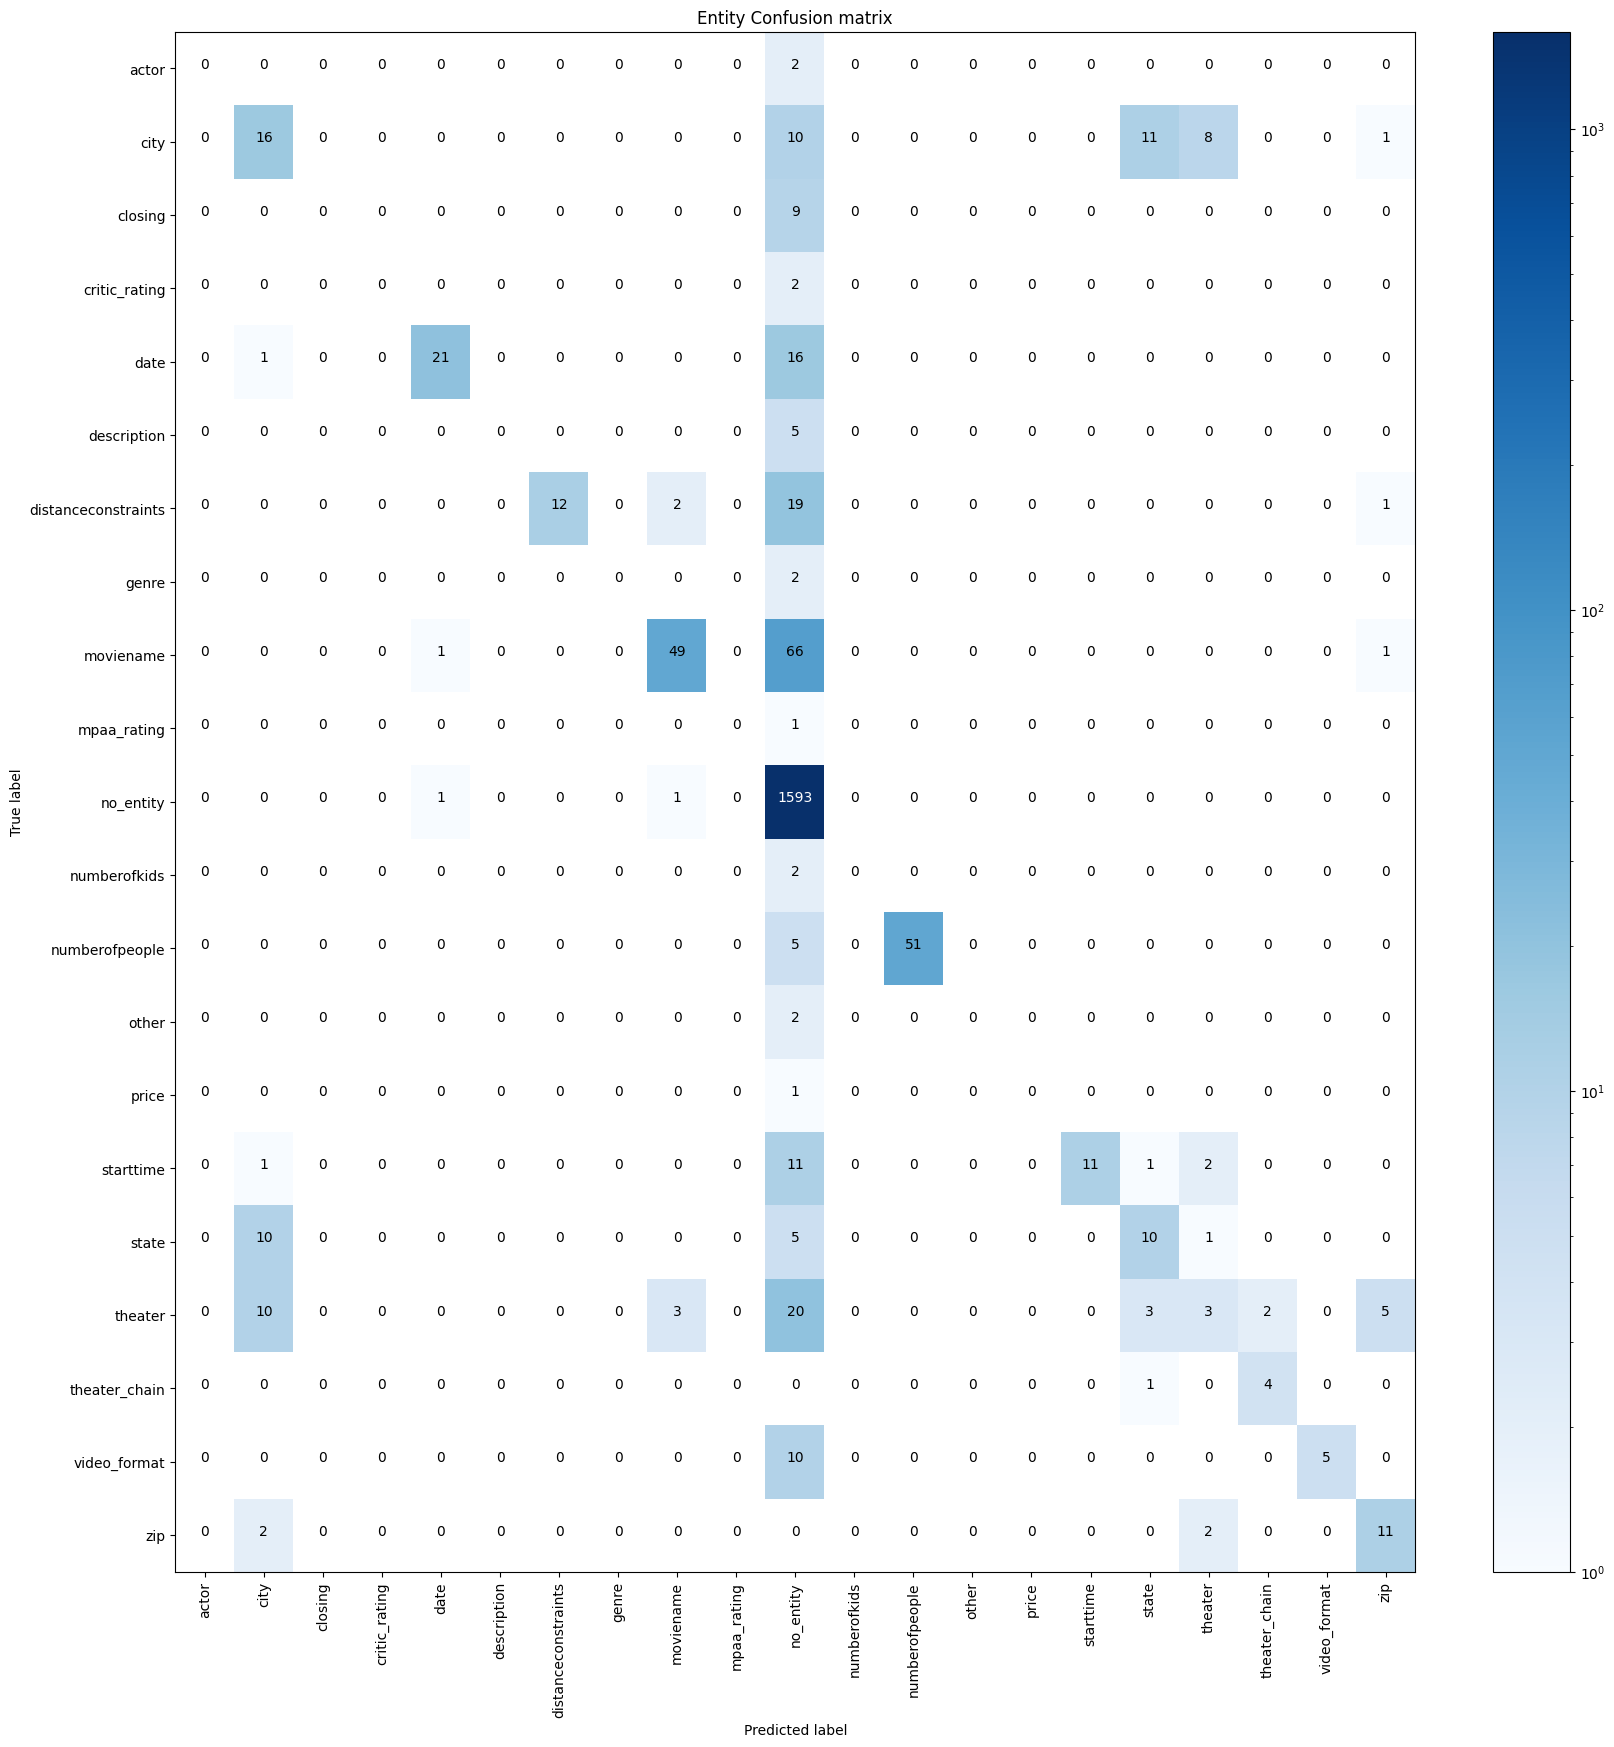 Entity Confusion matrix
actor 0 0 0 0 0 0 0 0 0 0 2 0 0 0 0 0 0 0 0 0 0
city 0 16 0 0 0 0 0 0 0 0 10 0 0 0 0 0 11 8 0 0 1
closing 0 0 0 0 0 0 0 0 0 0 9 0 0 0 0 0 0 0 0 0 0
critic_rating 0 0 0 0 0 0 0 0 0 0 2 0 0 0 0 0 0 0 0 0 0
date 0 1 0 0 21 0 0 0 0 0 16 0 0 0 0 0 0 0 0 0 0
description 0 0 0 0 0 0 0 0 0 0 5 0 0 0 0 0 0 0 0 0 0
distanceconstraints 0 0 0 0 0 0 12 0 2 0 19 0 0 0 0 0 0 0 0 0 1
genre 0 0 0 0 0 0 0 0 0 0 2 0 0 0 0 0 0 0 0 0 0
moviename 0 0 0 0 1 0 0 0 49 0 66 0 0 0 0 0 0 0 0 0 1
mpaa_rating 0 0 0 0 0 0 0 0 0 0 1 0 0 0 0 0 0 0 0 0 0
no_entity 0 0 0 0 1 0 0 0 1 0 1593 0 0 0 0 0 0 0 0 0 0
numberofkids 0 0 0 0 0 0 0 0 0 0 2 0 0 0 0 0 0 0 0 0 0
numberofpeople 0 0 0 0 0 0 0 0 0 0 5 0 51 0 0 0 0 0 0 0 0
other 0 0 0 0 0 0 0 0 0 0 2 0 0 0 0 0 0 0 0 0 0
price 0 0 0 0 0 0 0 0 0 0 1 0 0 0 0 0 0 0 0 0 0
starttime 0 1 0 0 0 0 0 0 0 0 11 0 0 0 0 11 1 2 0 0 0
state 0 10 0 0 0 0 0 0 0 0 5 0 0 0 0 0 10 1 0 0 0
theater 0 10 0 0 0 0 0 0 3 0 20 0 0 0 0 0 3 3 2 0 5
theater_chain 0 0 0 0 0 0 0 0 0 0 0 0 0 0 0 0 1 0 4 0 0
video_format 0 0 0 0 0 0 0 0 0 0 10 0 0 0 0 0 0 0 0 5 0
zip 0 2 0 0 0 0 0 0 0 0 0 0 0 0 0 0 0 2 0 0 11
True label
actor city closing critic_rating date description distanceconstraints genre moviename mpaa_rating no_entity numberofkids numberofpeople other price starttime state theater theater_chain video_format zip
Predicted label
10³
10²
10¹
10⁰